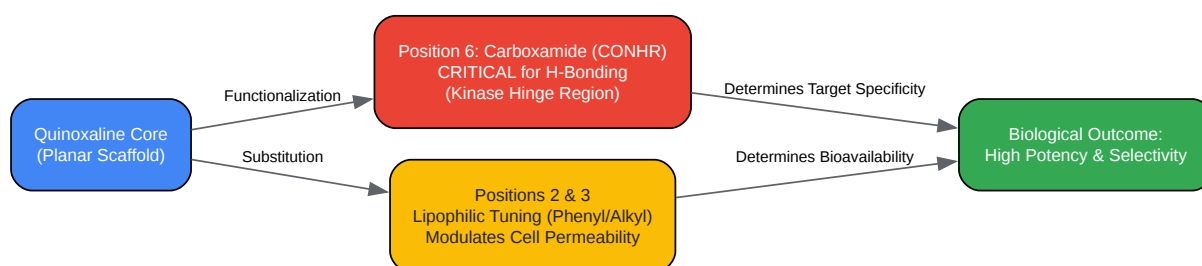 Quinoxaline Core
(Planar Scaffold)
Functionalization
Substitution
Position 6: Carboxamide (CONHR)
CRITICAL for H-Bonding
(Kinase Hinge Region)
Positions 2 & 3
Lipophilic Tuning (Phenyl/Alkyl)
Modulates Cell Permeability
Determines Target Specificity
Determines Bioavailability
Biological Outcome:
High Potency & Selectivity